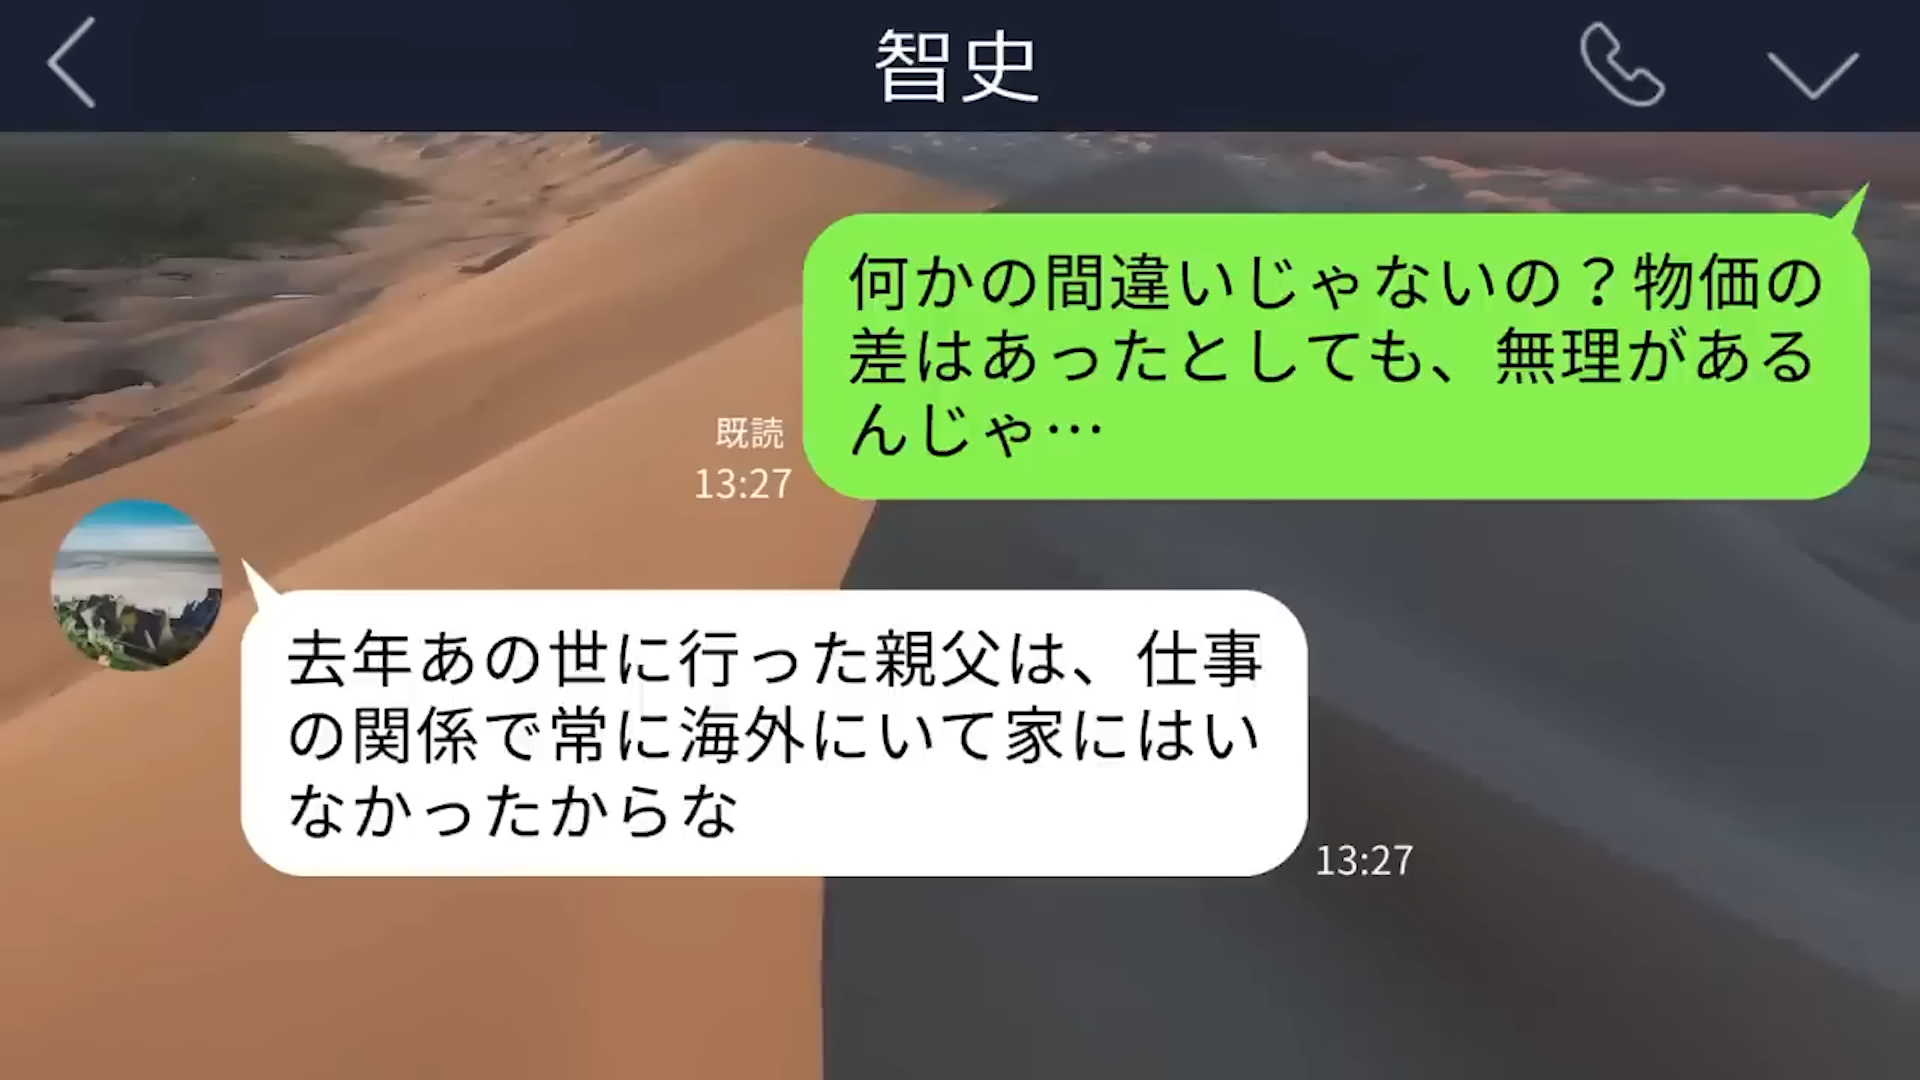 智史
何かの間違いじゃないの？物価の
差はあったとしても、無理がある
んじゃ…
既読
13:27
去年あの世に行った親父は、仕事
の関係で常に海外にいて家にはい
なかったからな
13:27